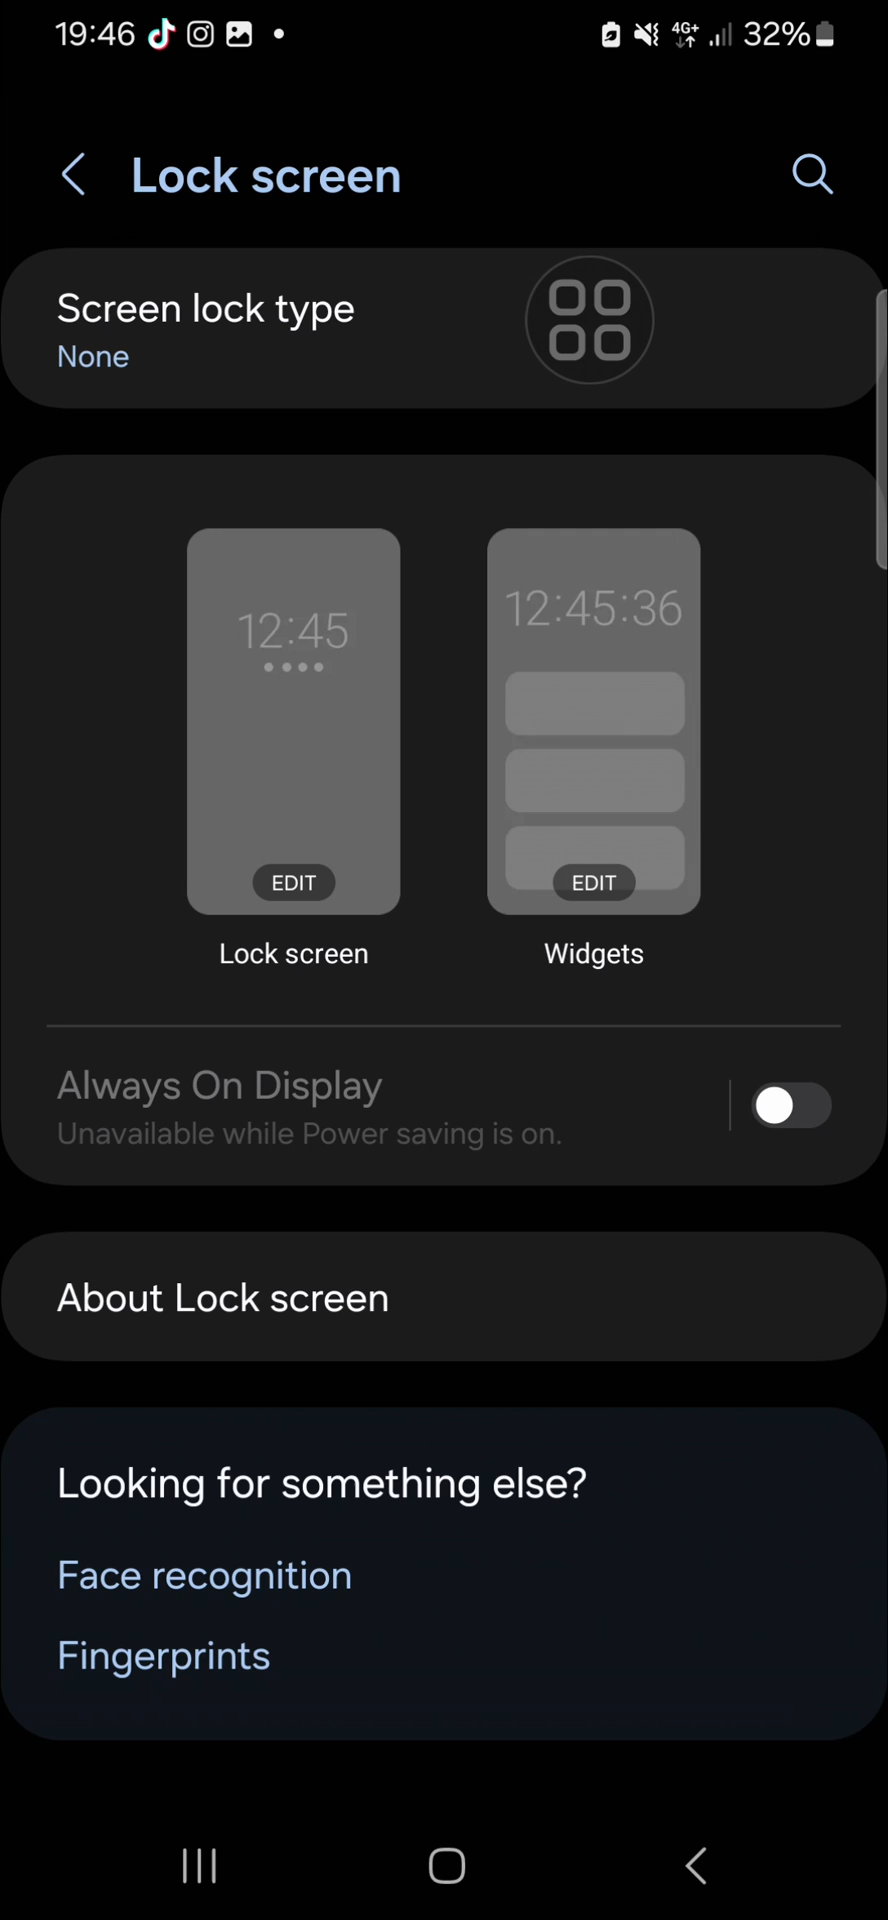 19:46 4G+ 32%
Lock screen
Screen lock type
None
12:45
12:45:36
EDIT EDIT
Lock screen Widgets
Always On Display
Unavailable while Power saving is on.
About Lock screen
Looking for something else?
Face recognition
Fingerprints